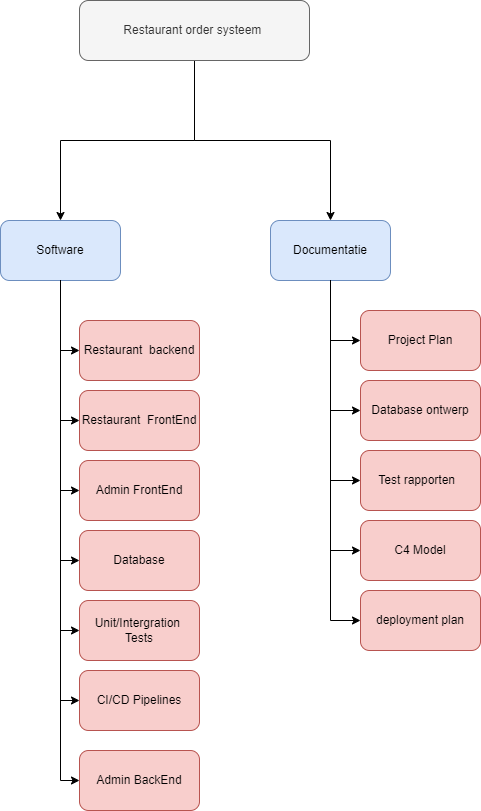 Restaurant order systeem
Software
Documentatie
Restaurant backend
Restaurant FrontEnd
Admin FrontEnd
Database
Unit/Intergration
Tests
CI/CD Pipelines
Admin BackEnd
Project Plan
Database ontwerp
Test rapporten
C4 Model
deployment plan